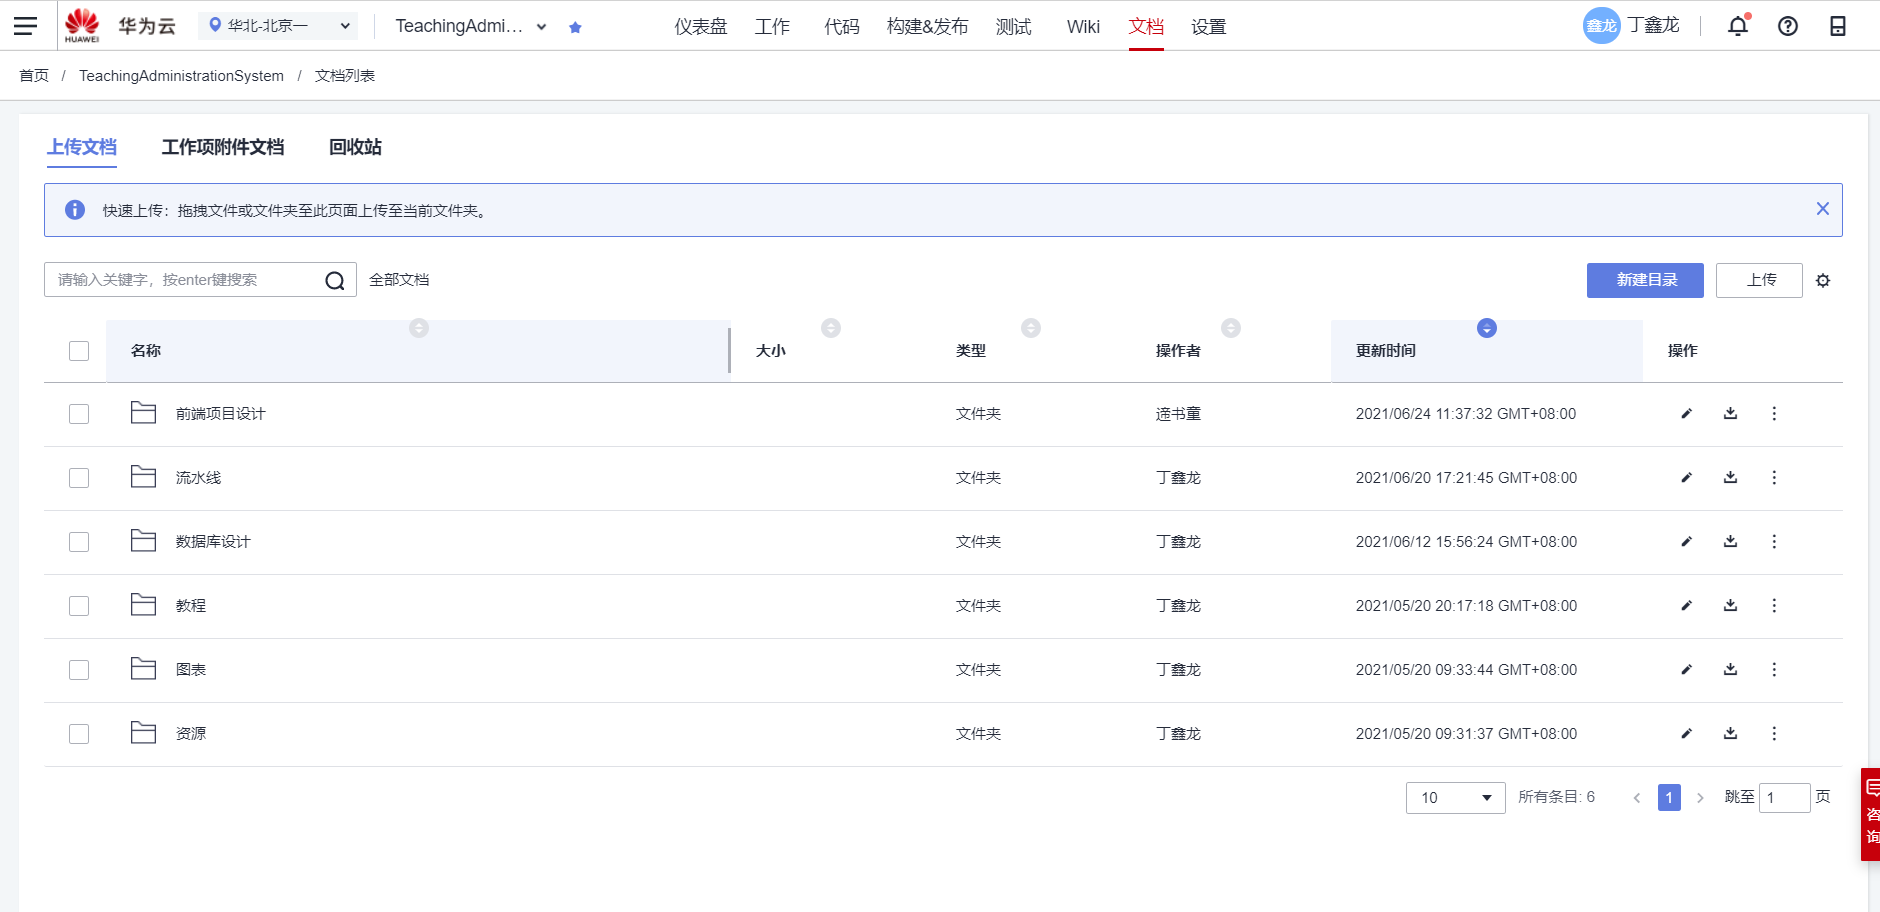 HUAWEI 华为云 华北-北京一 TeachingAdmi... 仪表盘 工作 代码 构建&发布 测试 Wiki 文档 设置 鑫龙 丁鑫龙
首页 / TeachingAdministrationSystem / 文档列表
上传文档 工作项附件文档 回收站
快速上传：拖拽文件或文件夹至此页面上传至当前文件夹。
请输入关键字，按enter键搜索 全部文档 新建目录 上传
名称 大小 类型 操作者 更新时间 操作
前端项目设计 文件夹 书童 2021/06/24 11:37:32 GMT+08:00
流水线 文件夹 丁鑫龙 2021/06/20 17:21:45 GMT+08:00
数据库设计 文件夹 丁鑫龙 2021/06/12 15:56:24 GMT+08:00
教程 文件夹 丁鑫龙 2021/05/20 20:17:18 GMT+08:00
图表 文件夹 丁鑫龙 2021/05/20 09:33:44 GMT+08:00
资源 文件夹 丁鑫龙 2021/05/20 09:31:37 GMT+08:00
10 所有条目: 6 1 跳至 1 页
咨
询